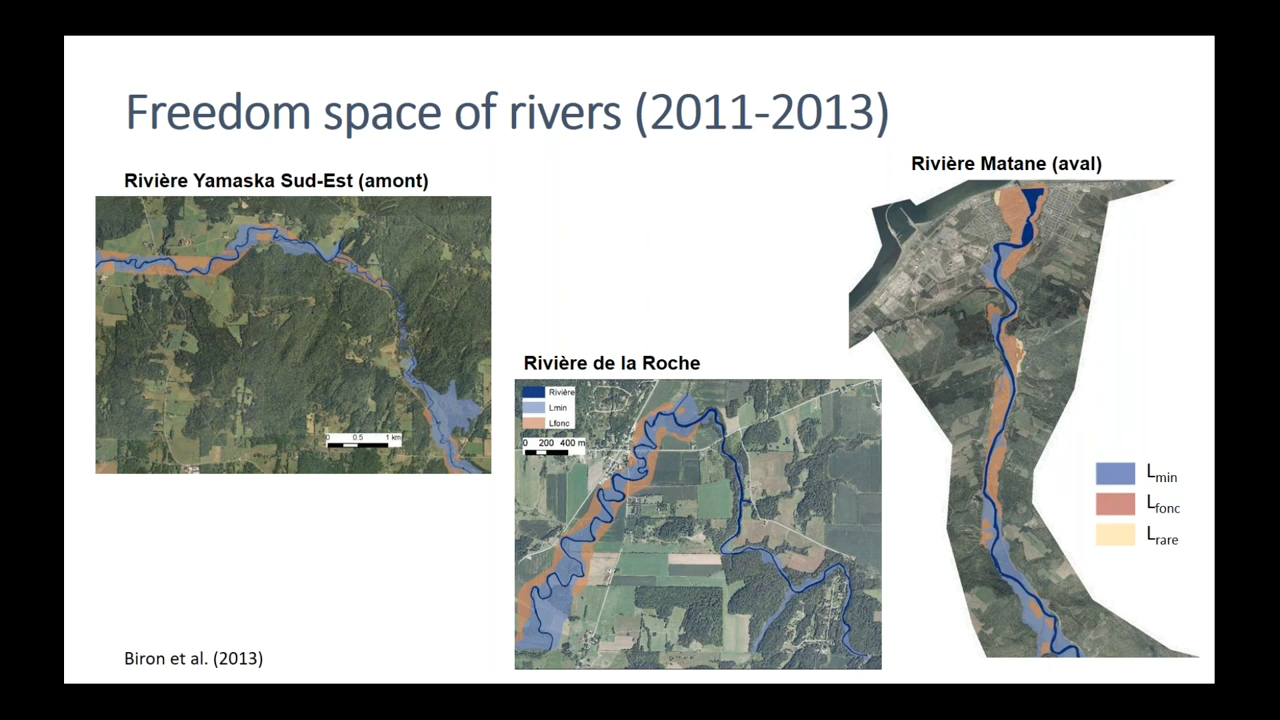 Freedom space of rivers (2011-2013)
Rivière Matane (aval)
Rivière Yamaska Sud-Est (amont)
0 0.5 1 km
Rivière de la Roche
Rivière
Lmin
Lfonc
0 200 400 m
Lmin
Lfonc
Lrare
Biron et al. (2013)